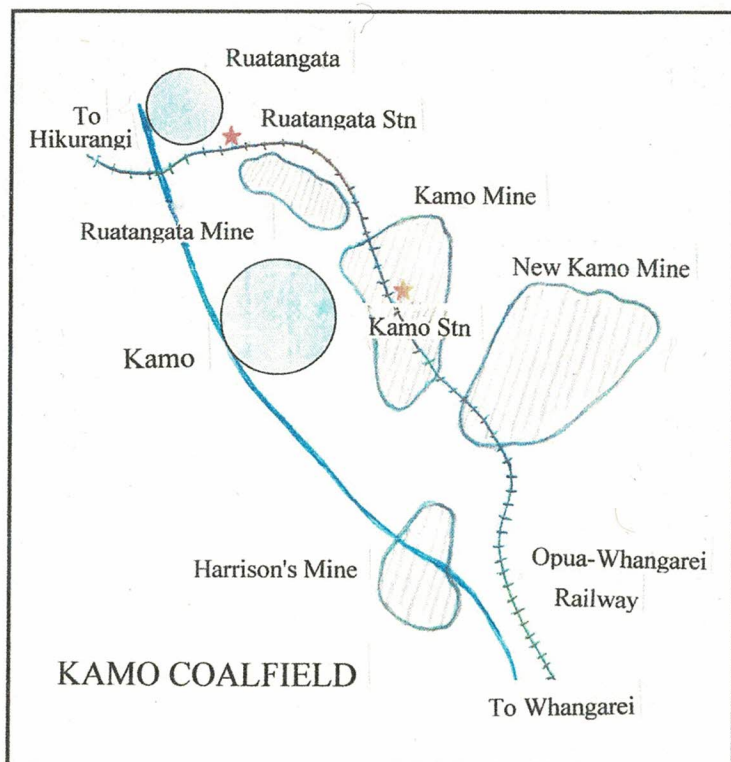 Ruatangata
To
Hikurangi
Ruatangata Stn
Kamo Mine
Ruatangata Mine
New Kamo Mine
Kamo Stn
Kamo
Harrison's Mine
Opua-Whangarei
Railway
KAMO COALFIELD
To Whangarei